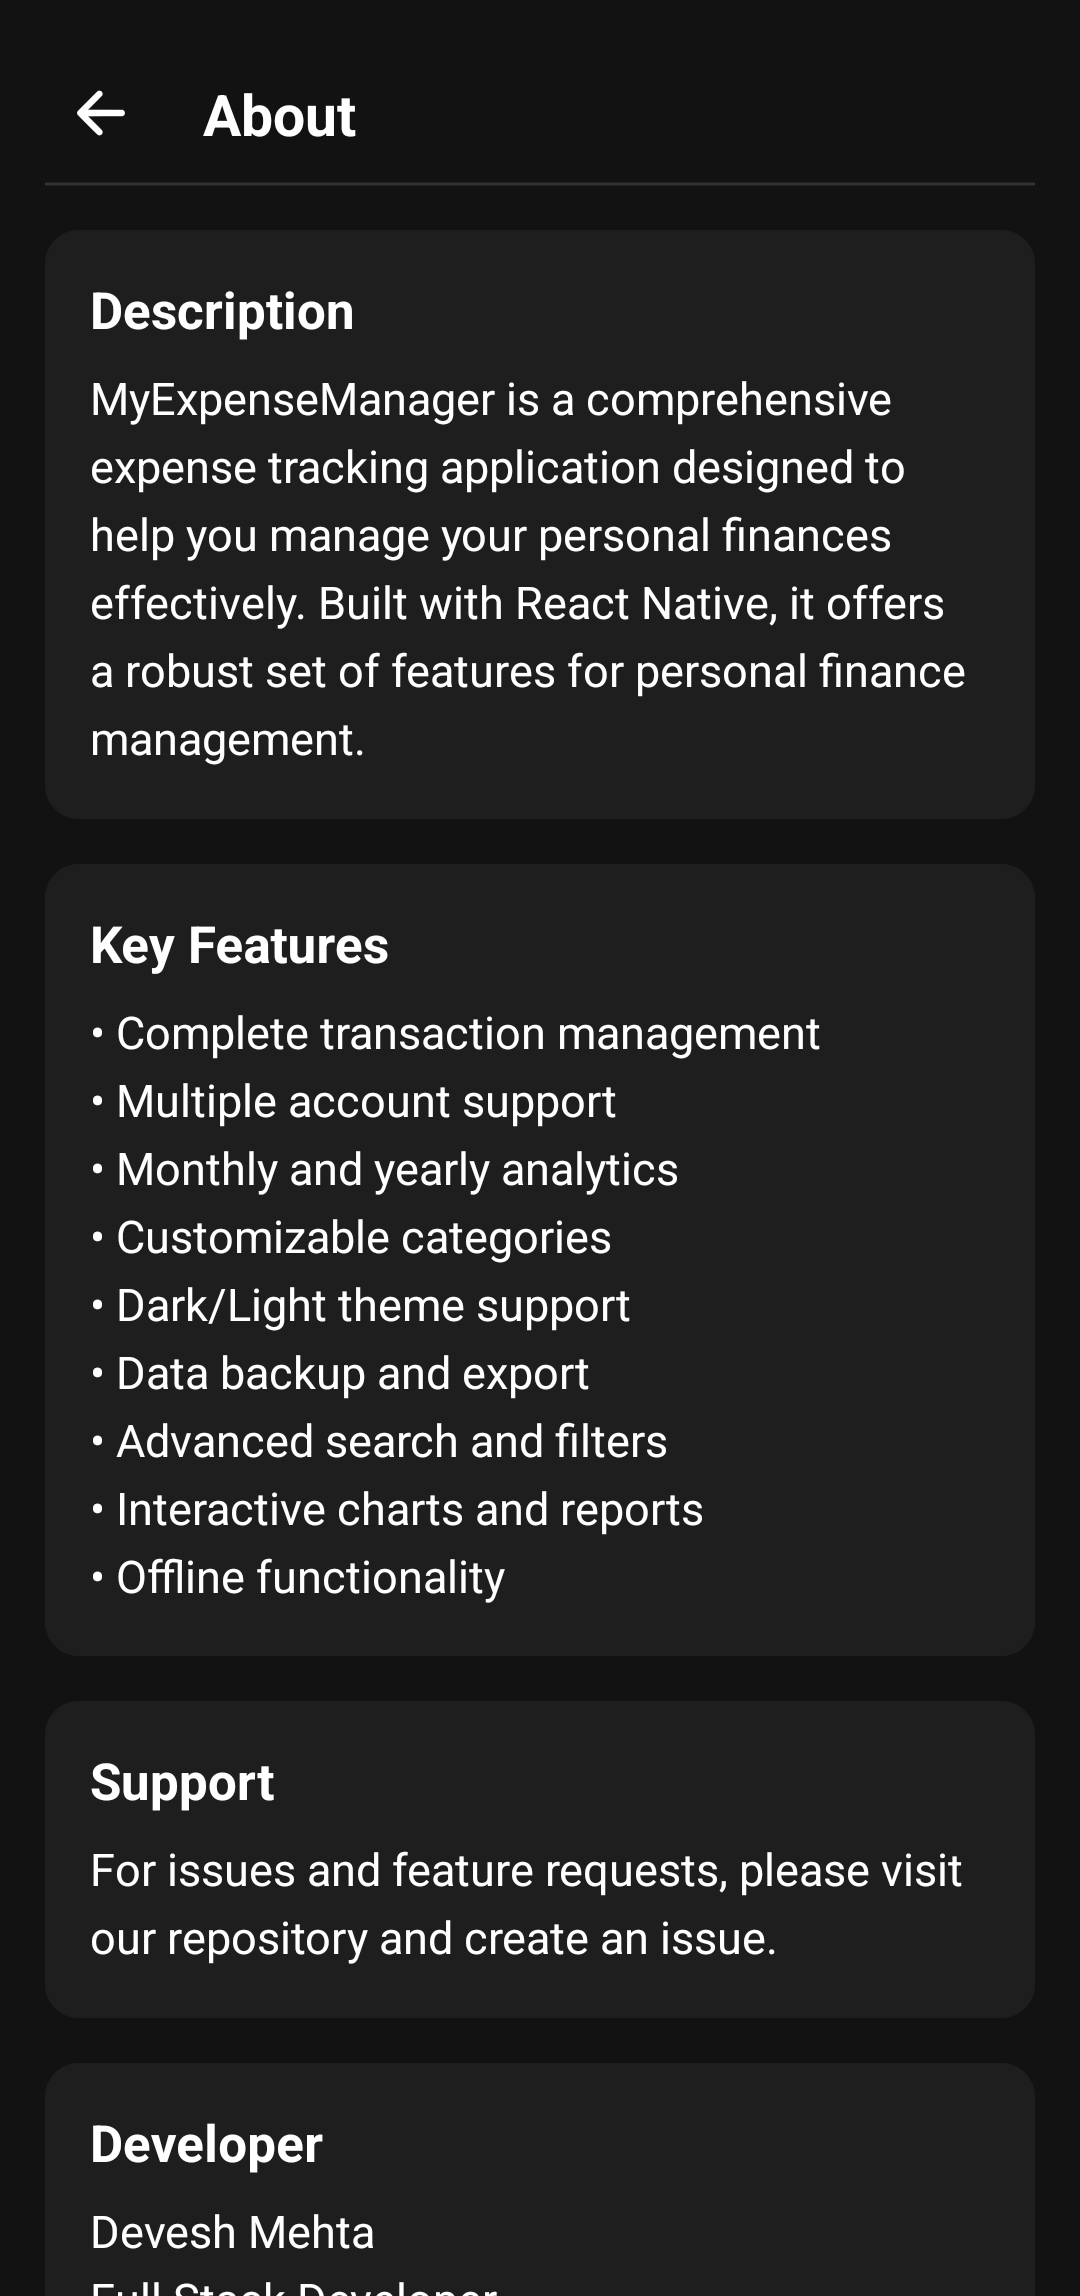 About
Description
MyExpenseManager is a comprehensive
expense tracking application designed to
help you manage your personal finances
effectively. Built with React Native, it offers
a robust set of features for personal finance
management.
Key Features
• Complete transaction management
• Multiple account support
• Monthly and yearly analytics
• Customizable categories
• Dark/Light theme support
• Data backup and export
• Advanced search and filters
• Interactive charts and reports
• Offline functionality
Support
For issues and feature requests, please visit
our repository and create an issue.
Developer
Devesh Mehta
Full Stack Developer